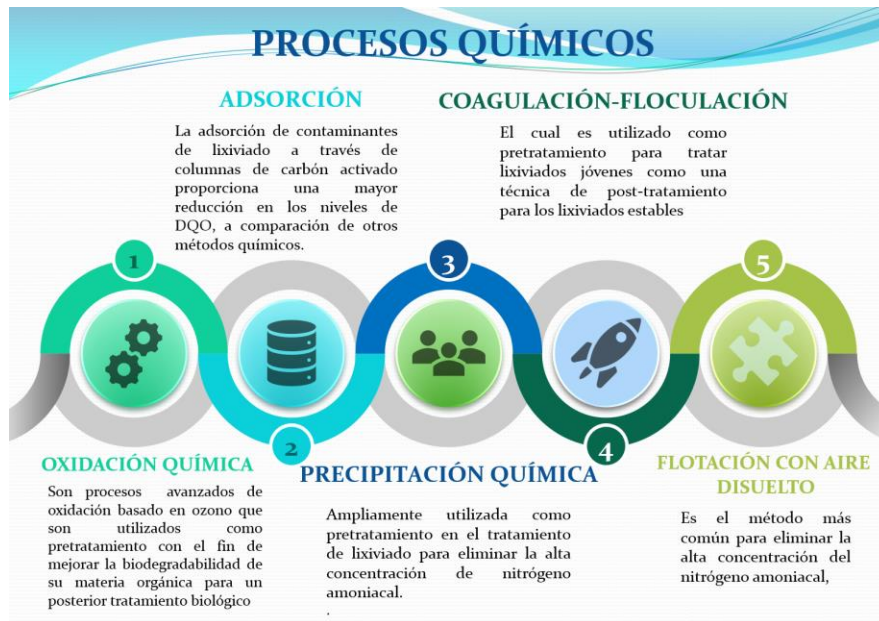 PROCESOS QUÍMICOS
ADSORCIÓN
La adsorción de contaminantes
de lixiviado a través de
columnas de carbón activado
proporciona una mayor
reducción en los niveles de
DQO, a comparación de otros
métodos químicos.
COAGULACIÓN-FLOCULACIÓN
El cual es utilizado como
pretratamiento para tratar
lixiviados jóvenes como una
técnica de post-tratamiento
para los lixiviados estables
1
3
5
2
4
OXIDACIÓN QUÍMICA
Son procesos avanzados de
oxidación basado en ozono que
son utilizados como
pretratamiento con el fin de
mejorar la biodegradabilidad de
su materia orgánica para un
posterior tratamiento biológico
PRECIPITACIÓN QUÍMICA
Ampliamente utilizada como
pretratamiento en el tratamiento
de lixiviado para eliminar la alta
concentración de nitrógeno
amoniacal.
.
FLOTACIÓN CON AIRE
DISUELTO
Es el método más
común para eliminar la
alta concentración del
nitrógeno amoniacal,